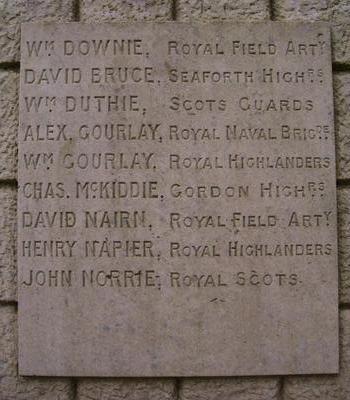 Wᵐ DOWNIE, ROYAL FIELD ARTʸ
DAVID BRUCE, SEAFORTH HIGHᴿˢ
Wᵐ DUTHIE, SCOTS GUARDS
ALEX. GOURLAY, ROYAL NAVAL BRIGᴰᴱ
Wᵐ GOURLAY, ROYAL HIGHLANDERS
CHAS. McKIDDIE, GORDON HIGHᴿˢ
DAVID NAIRN, ROYAL FIELD ARTʸ
HENRY NAPIER, ROYAL HIGHLANDERS
JOHN NORRIE, ROYAL SCOTS